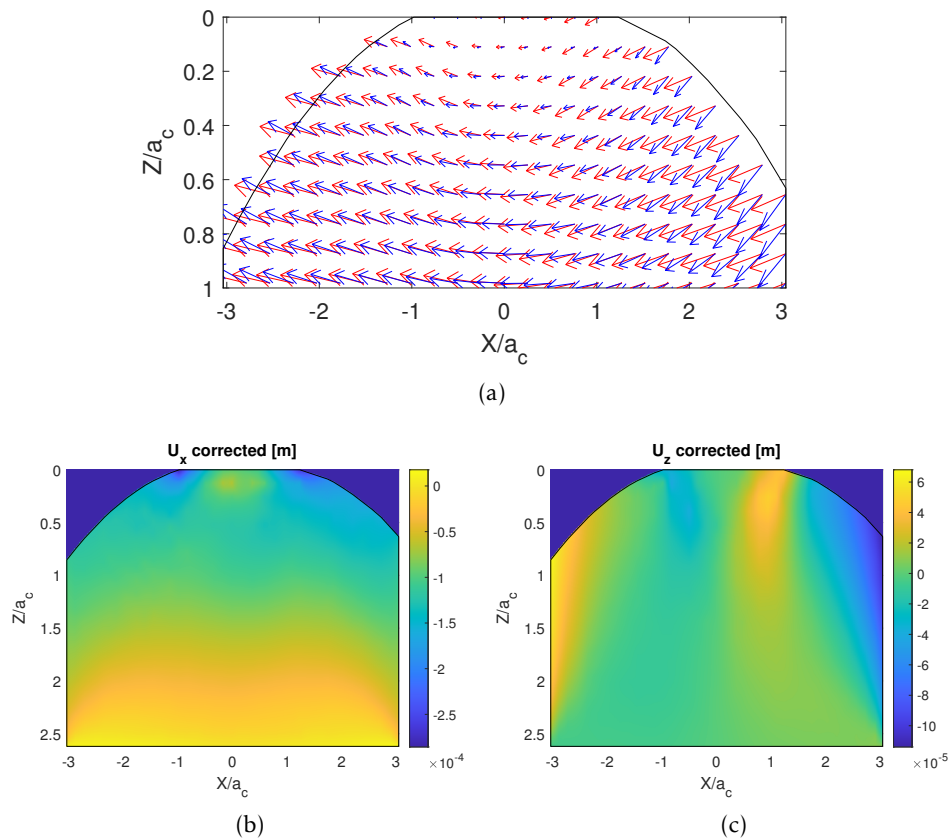 0
0.2
0.4
0.6
0.8
1
Z/a_c
-3 -2 -1 0 1 2 3
X/a_c
(a)
U_x corrected [m]
0
0.5
1
1.5
2
2.5
Z/a_c
-3 -2 -1 0 1 2 3
X/a_c
0
-0.5
-1
-1.5
-2
-2.5
×10^-4
(b)
U_z corrected [m]
0
0.5
1
1.5
2
2.5
Z/a_c
-3 -2 -1 0 1 2 3
X/a_c
6
4
2
0
-2
-4
-6
-8
-10
×10^-5
(c)